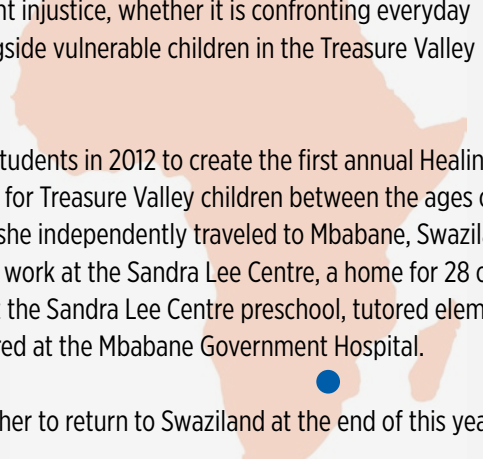 nt injustice, whether it is confronting everyday
gside vulnerable children in the Treasure Valley
tudents in 2012 to create the first annual Healin
for Treasure Valley children between the ages o
she independently traveled to Mbabane, Swazil
work at the Sandra Lee Centre, a home for 28 c
t the Sandra Lee Centre preschool, tutored elem
red at the Mbabane Government Hospital.
her to return to Swaziland at the end of this yea